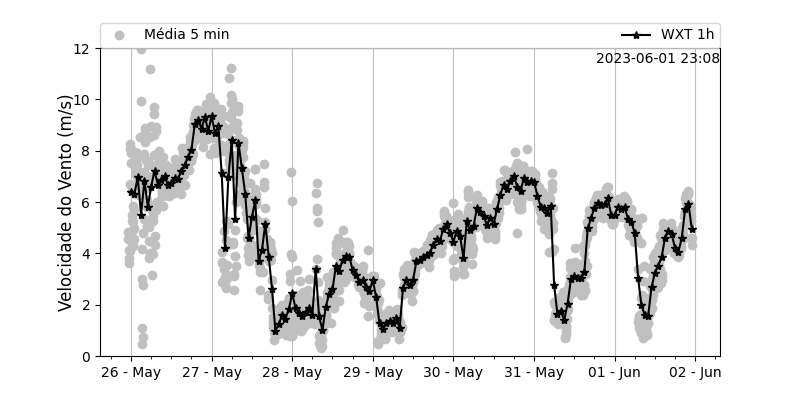 Média 5 min
WXT 1h
2023-06-01 23:08
Velocidade do Vento (m/s)
12
10
8
6
4
2
0
26 - May 27 - May 28 - May 29 - May 30 - May 31 - May 01 - Jun 02 - Jun